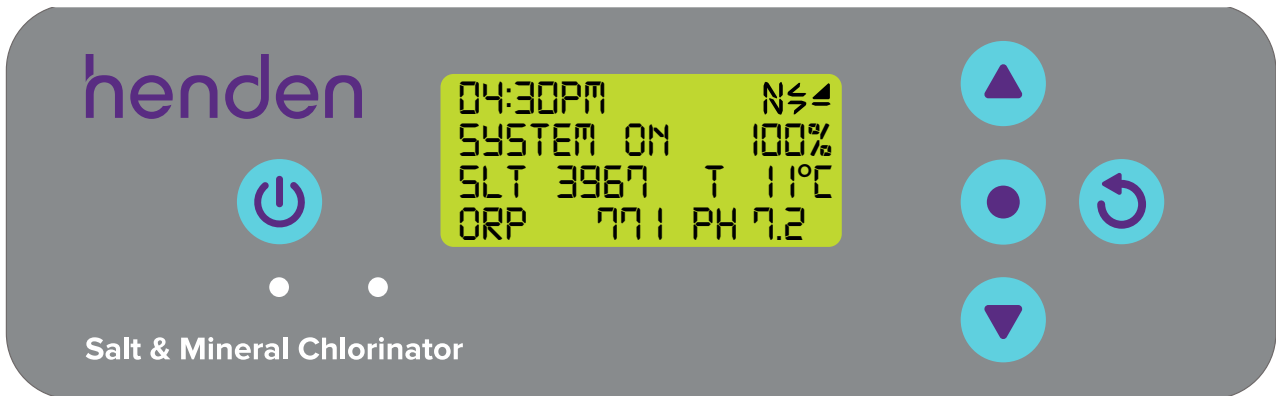 henden
04:30PM N
SYSTEM ON 100%
SLT 3967 T 11°C
ORP 771 PH 7.2
Salt & Mineral Chlorinator